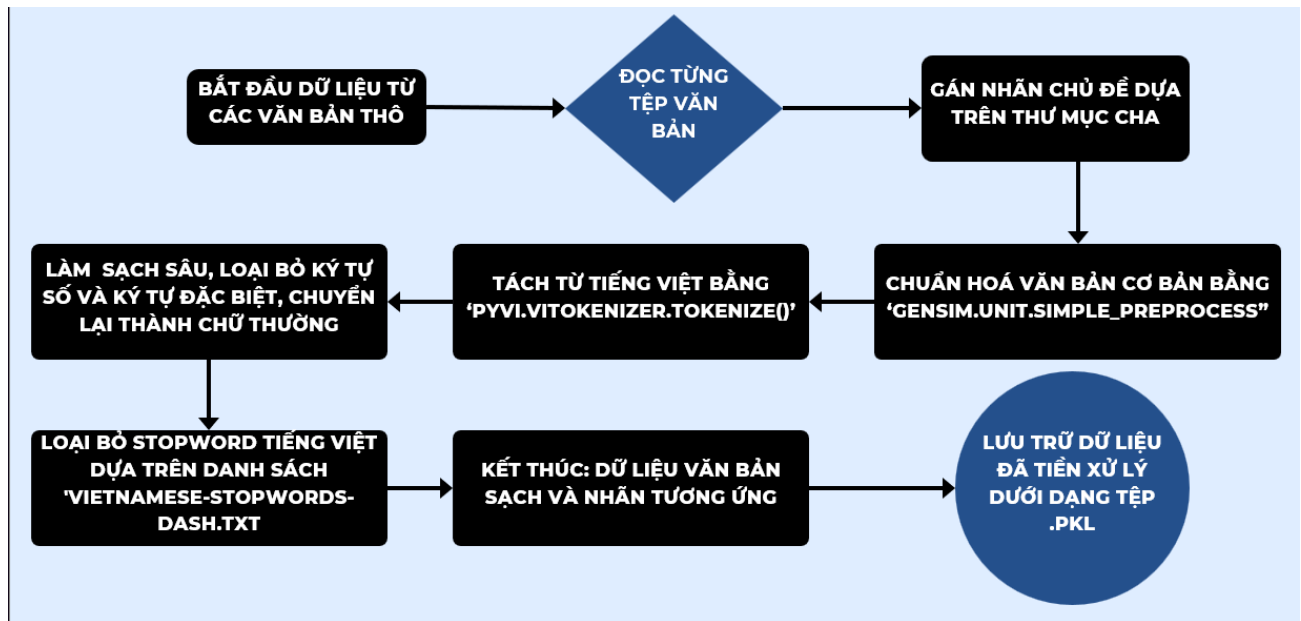 BẮT ĐẦU DỮ LIỆU TỪ
CÁC VĂN BẢN THÔ
ĐỌC TỪNG
TỆP VĂN
BẢN
GÁN NHÃN CHỦ ĐỀ DỰA
TRÊN THƯ MỤC CHA
CHUẨN HOÁ VĂN BẢN CƠ BẢN BẰNG
‘GENSIM.UNIT.SIMPLE_PREPROCESS”
TÁCH TỪ TIẾNG VIỆT BẰNG
‘PYVI.VITOKENIZER.TOKENIZE()’
LÀM SẠCH SÂU, LOẠI BỎ KÝ TỰ
SỐ VÀ KÝ TỰ ĐẶC BIỆT, CHUYỂN
LẠI THÀNH CHỮ THƯỜNG
LOẠI BỎ STOPWORD TIẾNG VIỆT
DỰA TRÊN DANH SÁCH
'VIETNAMESE-STOPWORDS-
DASH.TXT
KẾT THÚC: DỮ LIỆU VĂN BẢN
SẠCH VÀ NHÃN TƯƠNG ỨNG
LƯU TRỮ DỮ LIỆU
ĐÃ TIỀN XỬ LÝ
DƯỚI DẠNG TỆP
.PKL